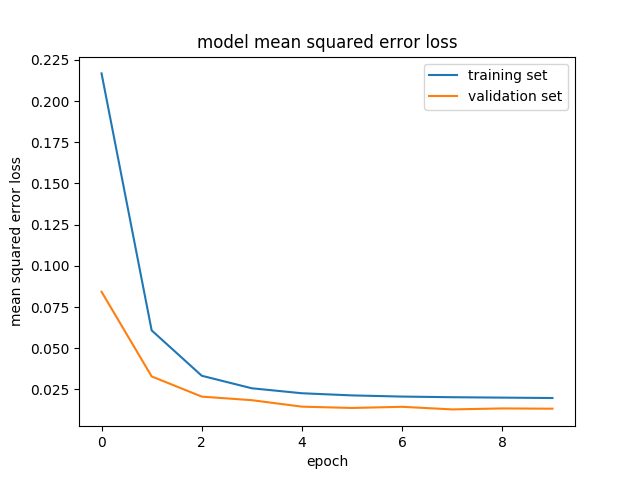 model mean squared error loss
training set
validation set
0.225
0.200
0.175
0.150
0.125
0.100
0.075
0.050
0.025
mean squared error loss
0 2 4 6 8
epoch